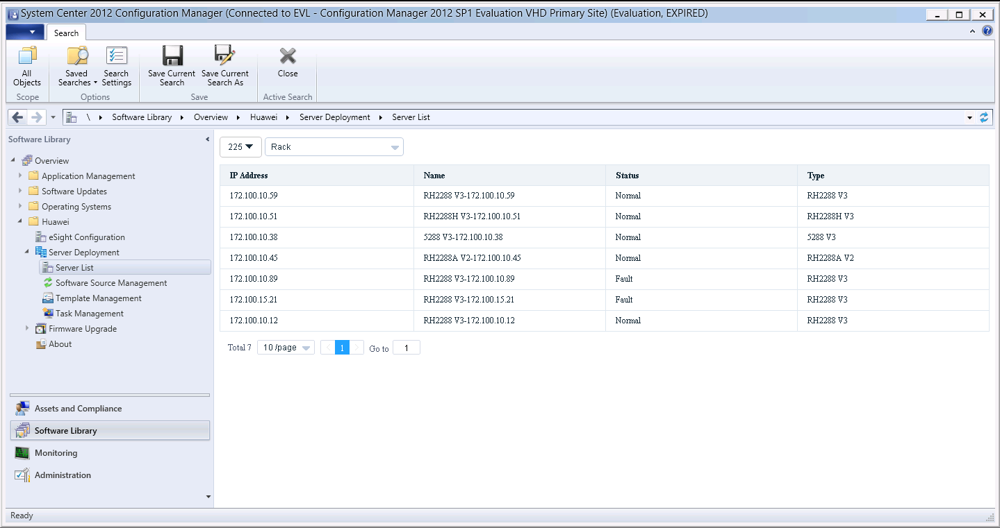 System Center 2012 Configuration Manager (Connected to EVL - Configuration Manager 2012 SP1 Evaluation VHD Primary Site) (Evaluation, EXPIRED)
Search
All Objects
Saved Searches
Search Settings
Save Current Search
Save Current Search As
Close
Scope
Options
Save
Active Search
\ Software Library Overview Huawei Server Deployment Server List
Software Library
Overview
Application Management
Software Updates
Operating Systems
Huawei
eSight Configuration
Server Deployment
Server List
Software Source Management
Template Management
Task Management
Firmware Upgrade
About
Assets and Compliance
Software Library
Monitoring
Administration
225 Rack
IP Address Name Status Type
172.100.10.59 RH2288 V3-172.100.10.59 Normal RH2288 V3
172.100.10.51 RH2288H V3-172.100.10.51 Normal RH2288H V3
172.100.10.38 5288 V3-172.100.10.38 Normal 5288 V3
172.100.10.45 RH2288A V2-172.100.10.45 Normal RH2288A V2
172.100.10.89 RH2288 V3-172.100.10.89 Fault RH2288 V3
172.100.15.21 RH2288 V3-172.100.15.21 Fault RH2288 V3
172.100.10.12 RH2288 V3-172.100.10.12 Normal RH2288 V3
Total 7 10 /page 1 Go to 1
Ready